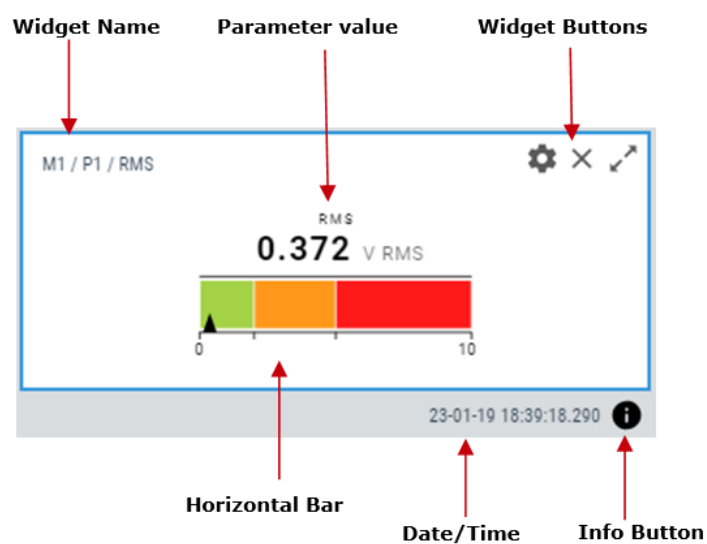 Widget Name
Parameter value
Widget Buttons
M1 / P1 / RMS
RMS
0.372 V RMS
0
10
23-01-19 18:39:18.290
Horizontal Bar
Date/Time
Info Button